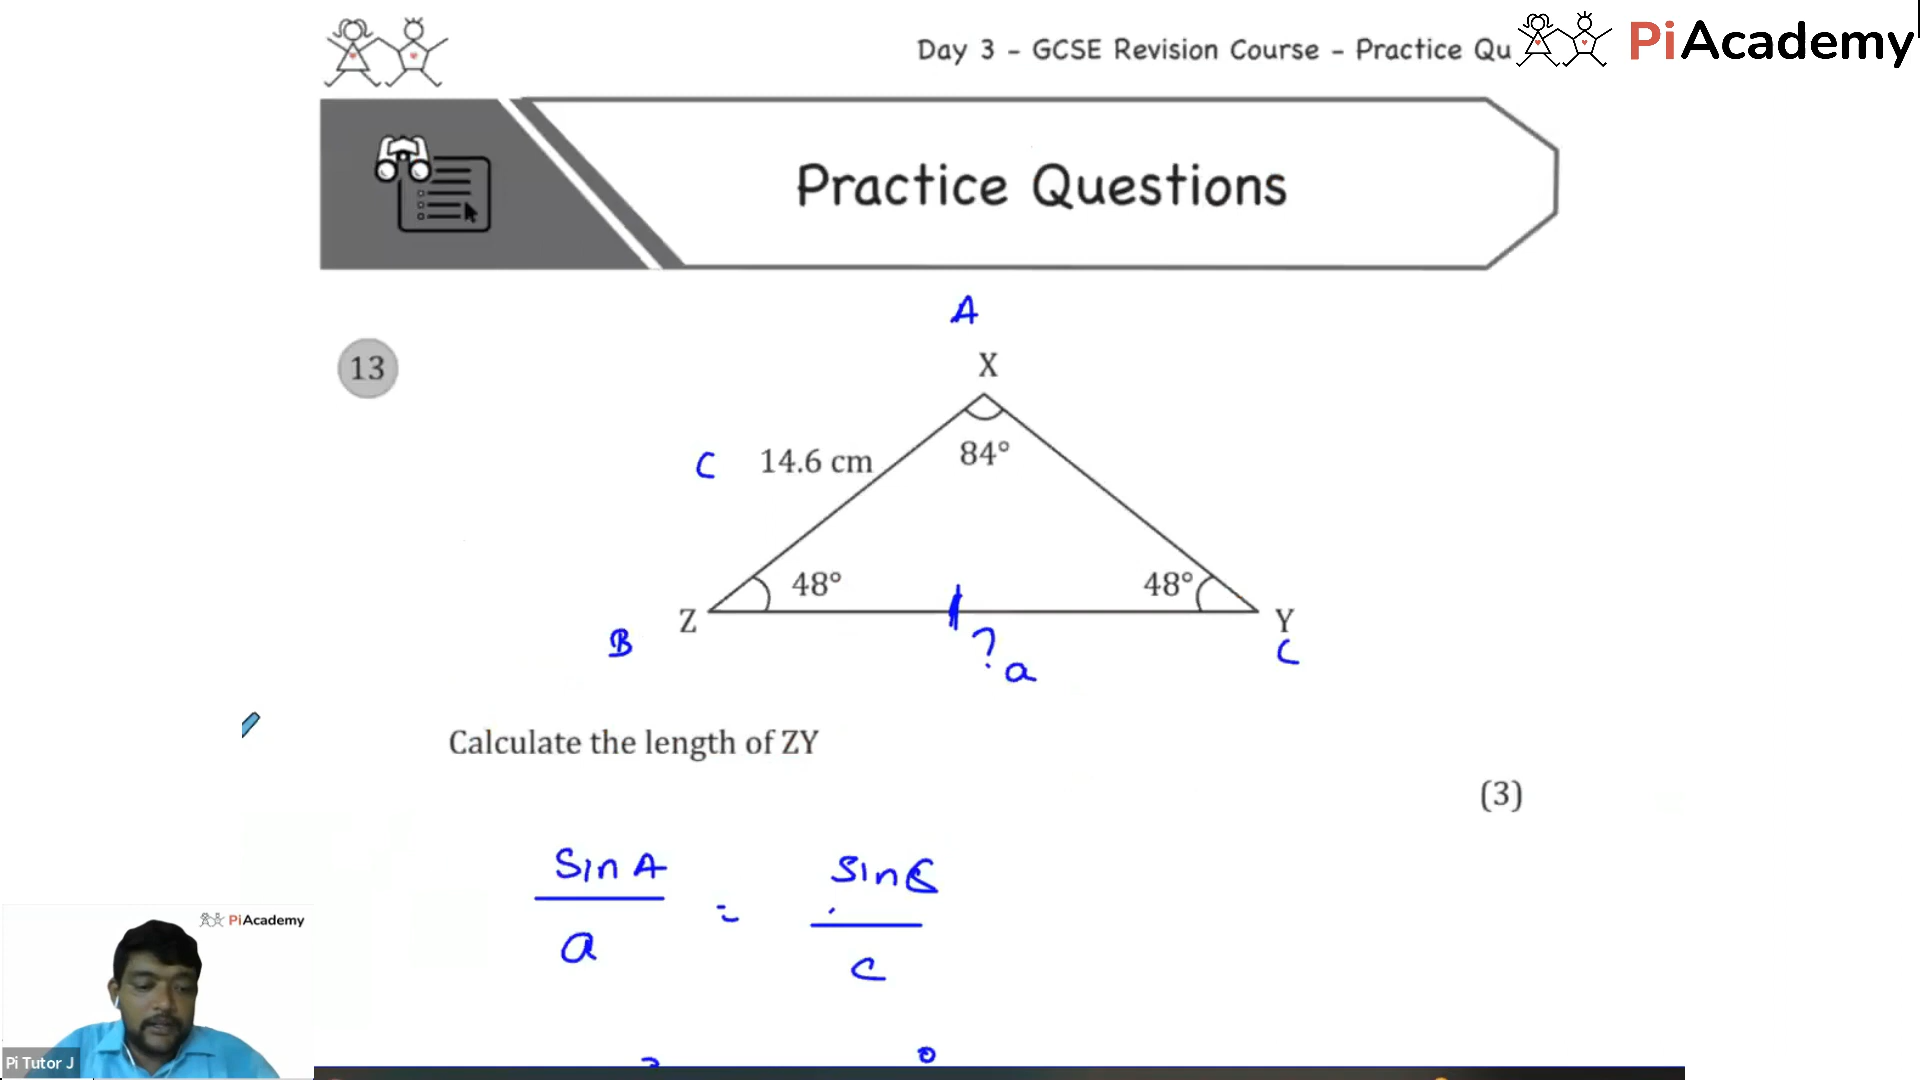 Day 3 - GCSE Revision Course - Practice Qu
PiAcademy
Practice Questions
A
13
X
C 14.6 cm 84°
48° 48°
Z Y
B ? a C
Calculate the length of ZY
(3)
Sin A = Sin C
a c
PiAcademy
Pi Tutor J